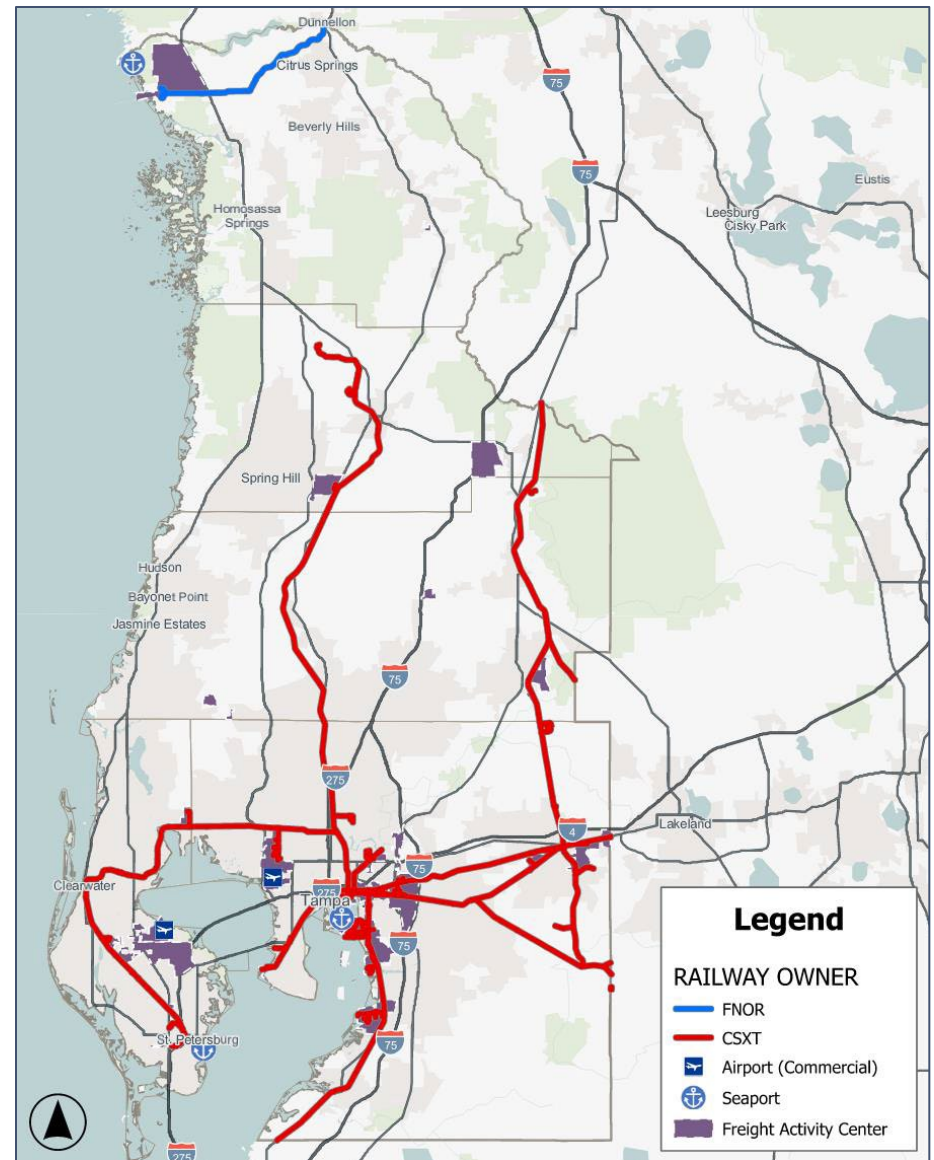 Dunnellon
Citrus Springs
75
Beverly Hills
75
Eustis
Leesburg
Cisky Park
Homosassa
Springs
Spring Hill
Hudson
Bayonet Point
Jasmine Estates
75
275
4
Lakeland
75
Clearwater
275
Tampa
75
St. Petersburg
75
275
Legend
RAILWAY OWNER
FNOR
CSXT
Airport (Commercial)
Seaport
Freight Activity Center